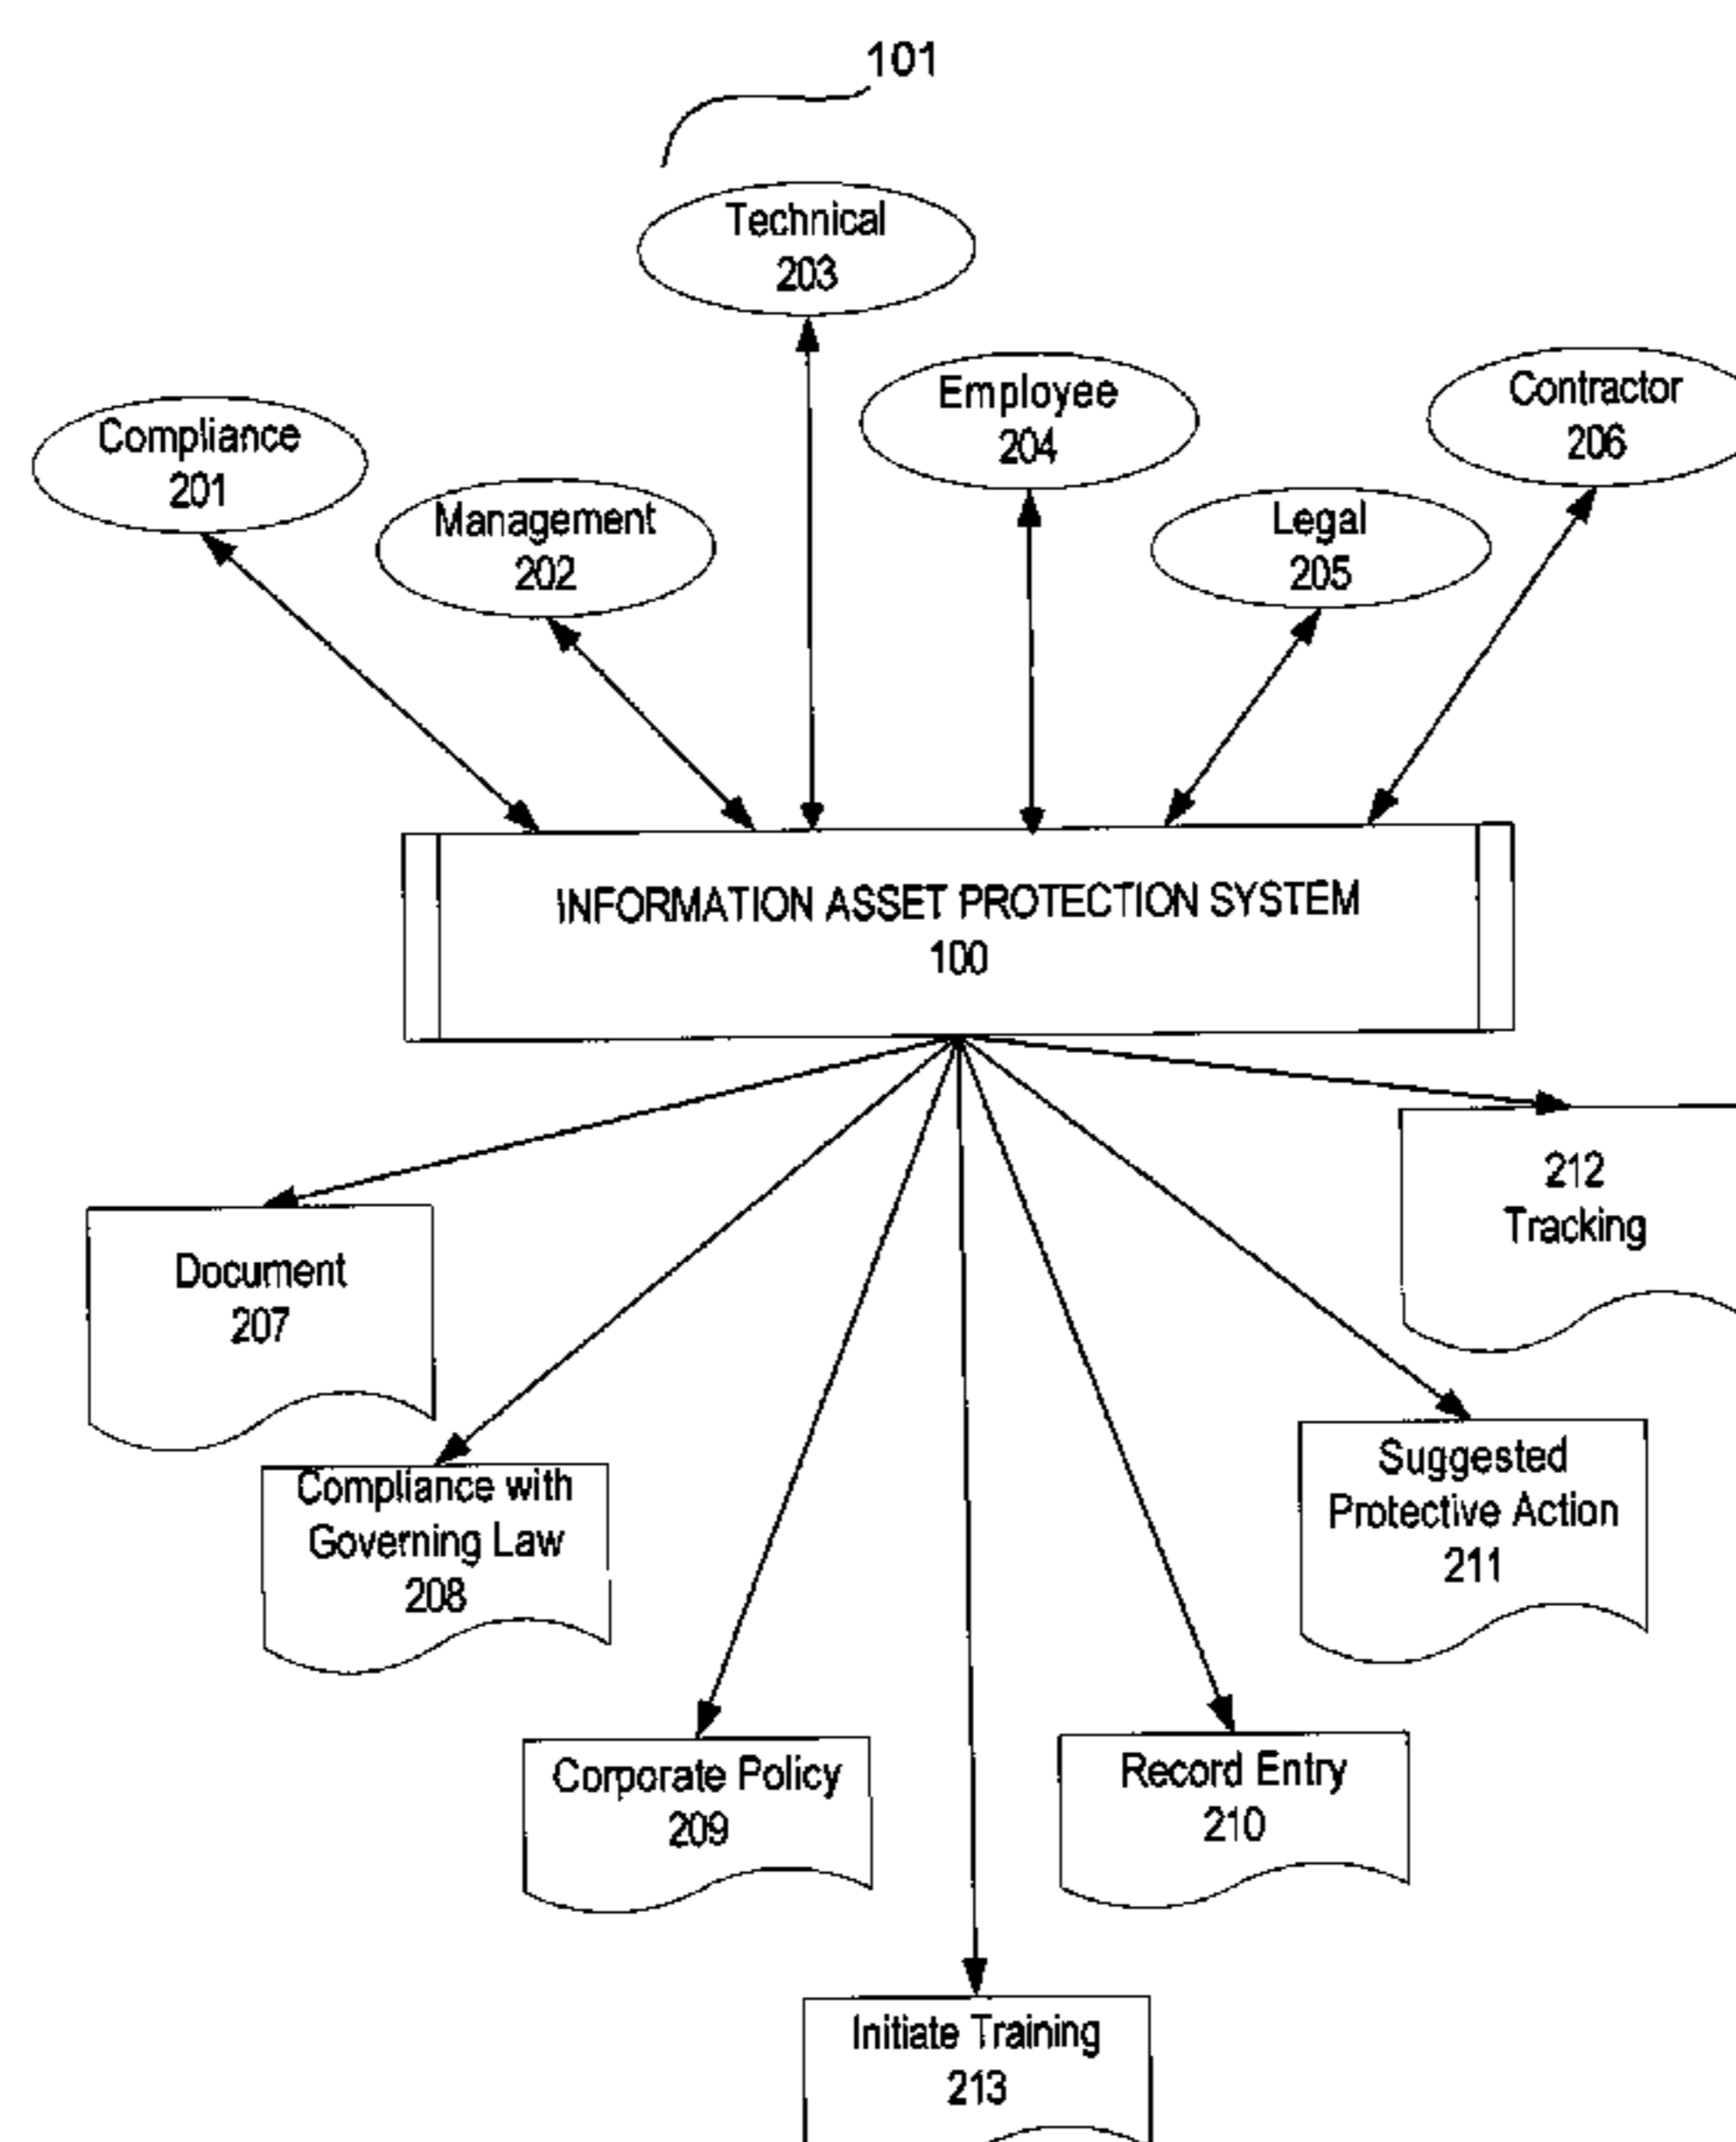 101
Technical
203
Employee
204
Contractor
206
Compliance
201
Management
202
Legal
205
INFORMATION ASSET PROTECTION SYSTEM
100
212
Tracking
Document
207
Suggested
Protective Action
211
Compliance with
Governing Law
208
Corporate Policy
209
Record Entry
210
Initiate Training
213